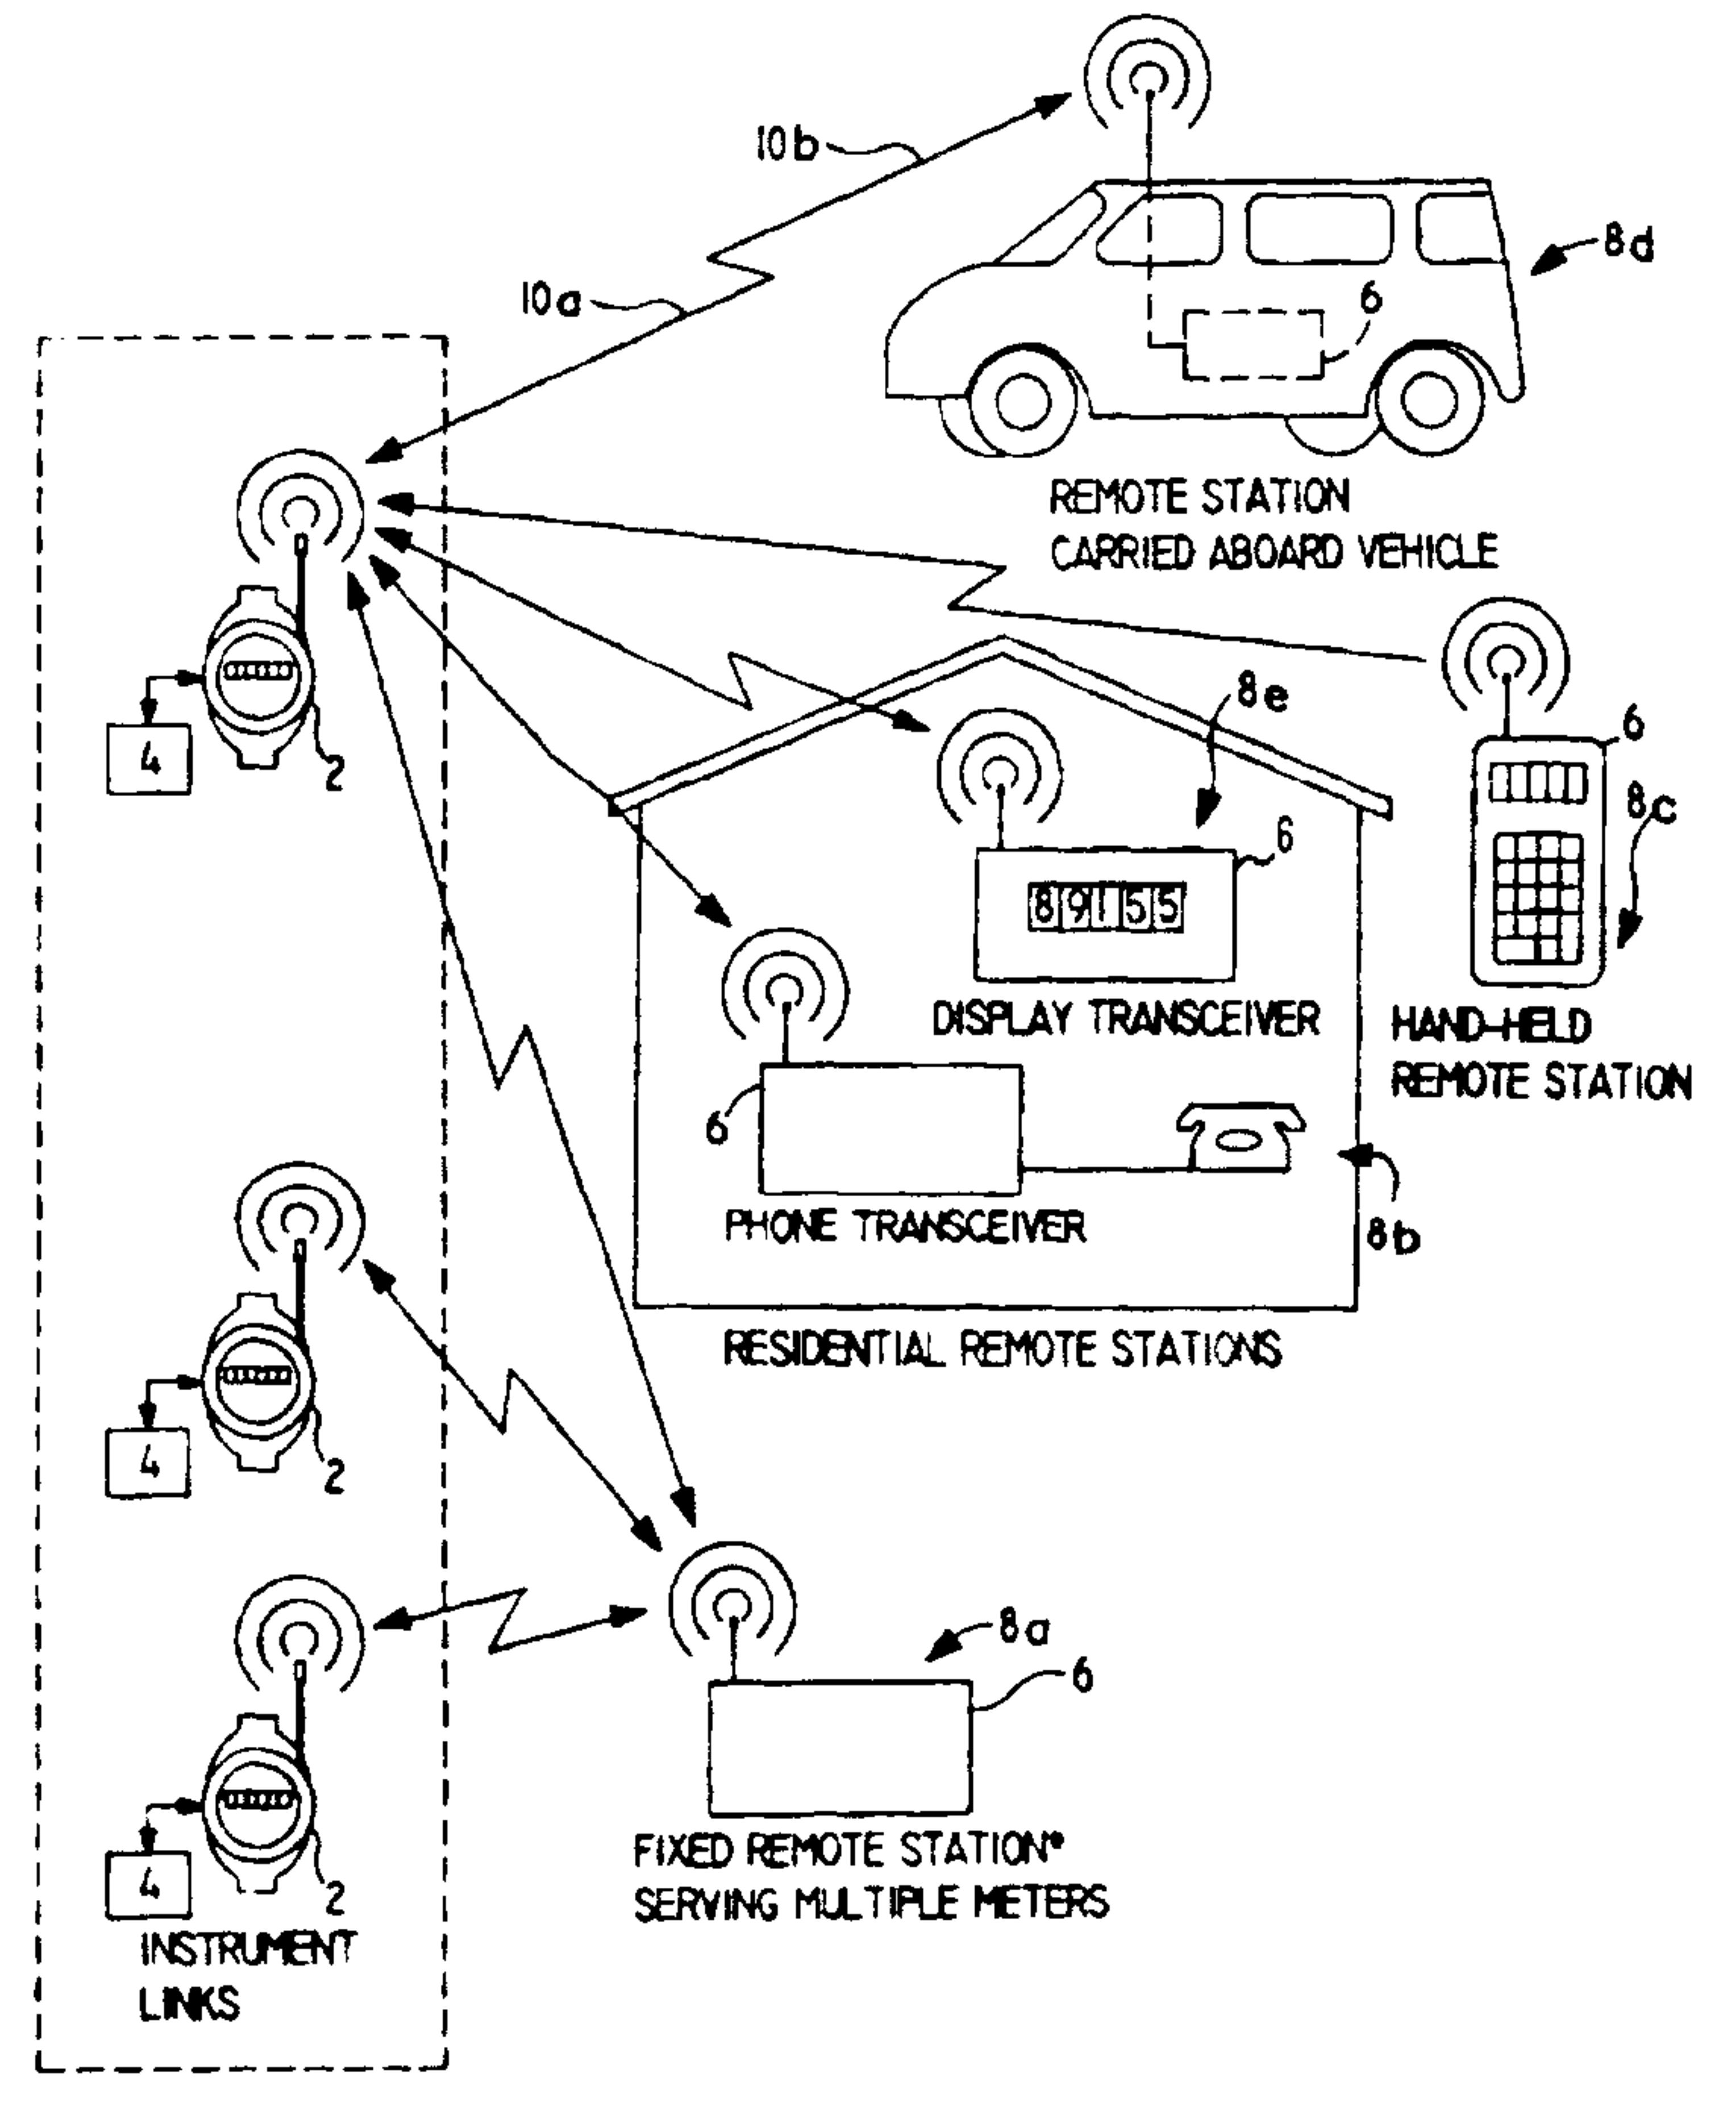 10b
8d
10a
6
REMOTE STATION
CARRIED ABOARD VEHICLE
8e
6
4
2
8c
6
89155
DISPLAY TRANSCEIVER
HAND-HELD
REMOTE STATION
6
PHONE TRANSCEIVER
8b
RESIDENTIAL REMOTE STATIONS
4
2
8a
6
FIXED REMOTE STATION
SERVING MULTIPLE METERS
4
2
INSTRUMENT
LINKS